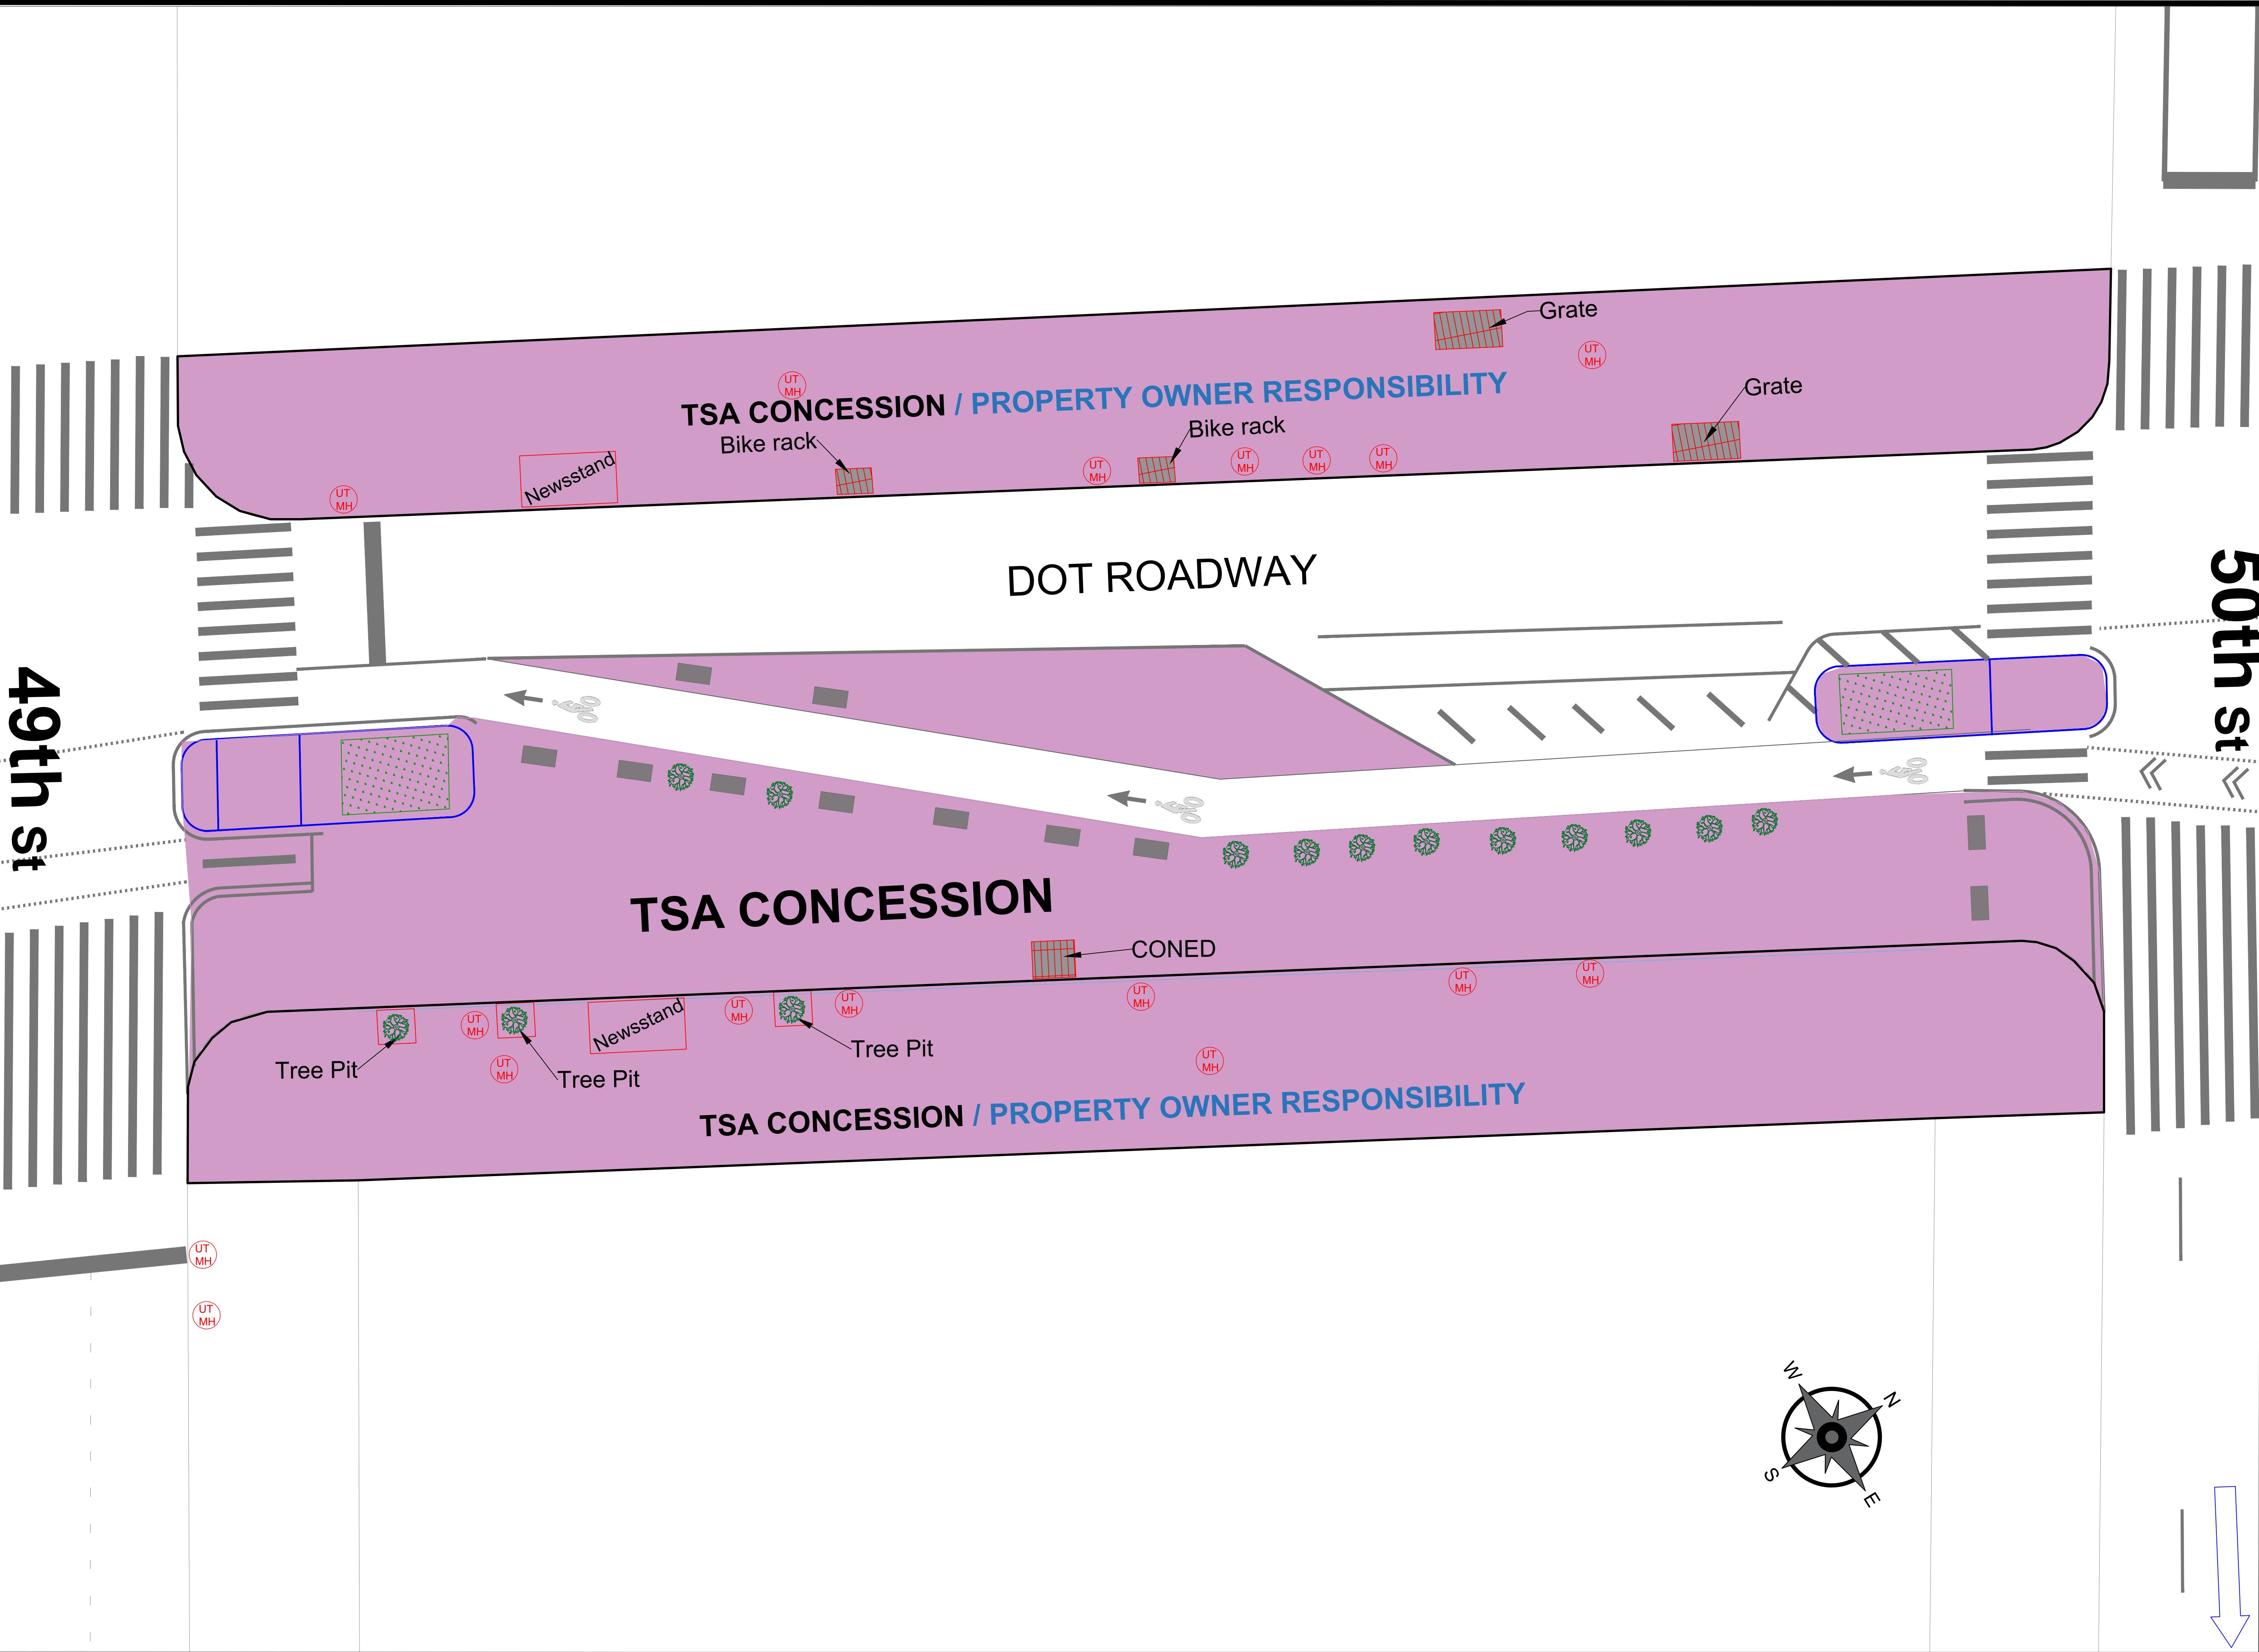 Grate
UT
MH
UT
MH
TSA CONCESSION / PROPERTY OWNER RESPONSIBILITY
Grate
Bike rack
Bike rack
Newsstand
UT
MH
UT
MH
UT
MH
UT
MH
UT
MH
DOT ROADWAY
50th st
49th st
TSA CONCESSION
CONED
UT
MH
UT
MH
UT
MH
UT
MH
UT
MH
UT
MH
Newsstand
Tree Pit
Tree Pit
Tree Pit
UT
MH
UT
MH
TSA CONCESSION / PROPERTY OWNER RESPONSIBILITY
UT
MH
UT
MH
W
N
S
E